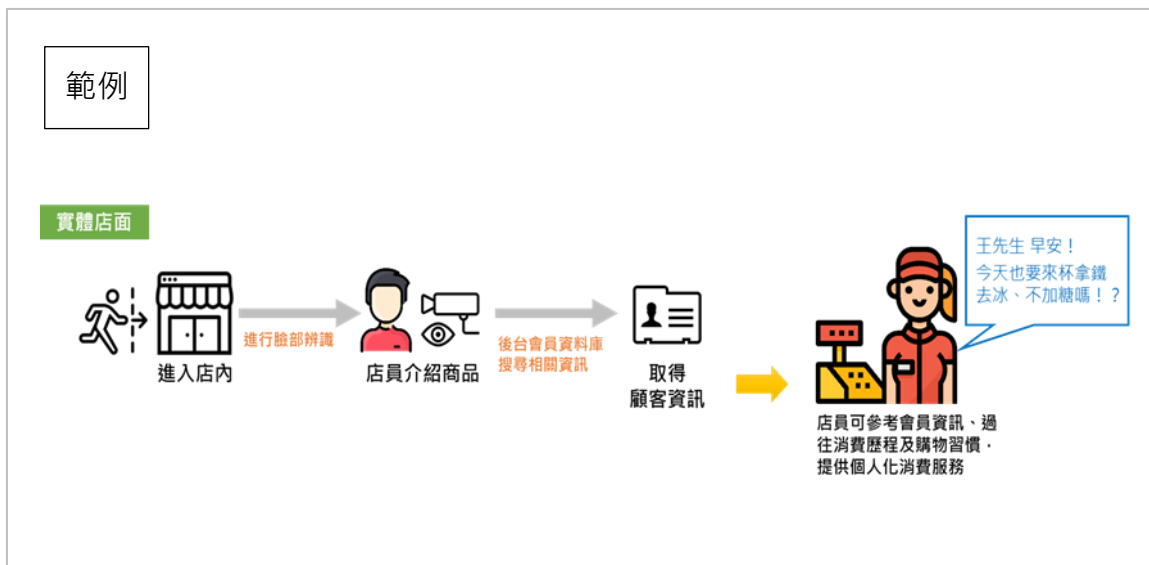 範例
實體店面
王先生 早安！
今天也要來杯拿鐵
去冰、不加糖嗎！？
進行臉部辨識
後台會員資料庫
搜尋相關資訊
進入店內
店員介紹商品
取得
顧客資訊
店員可參考會員資訊、過
往消費歷程及購物習慣，
提供個人化消費服務